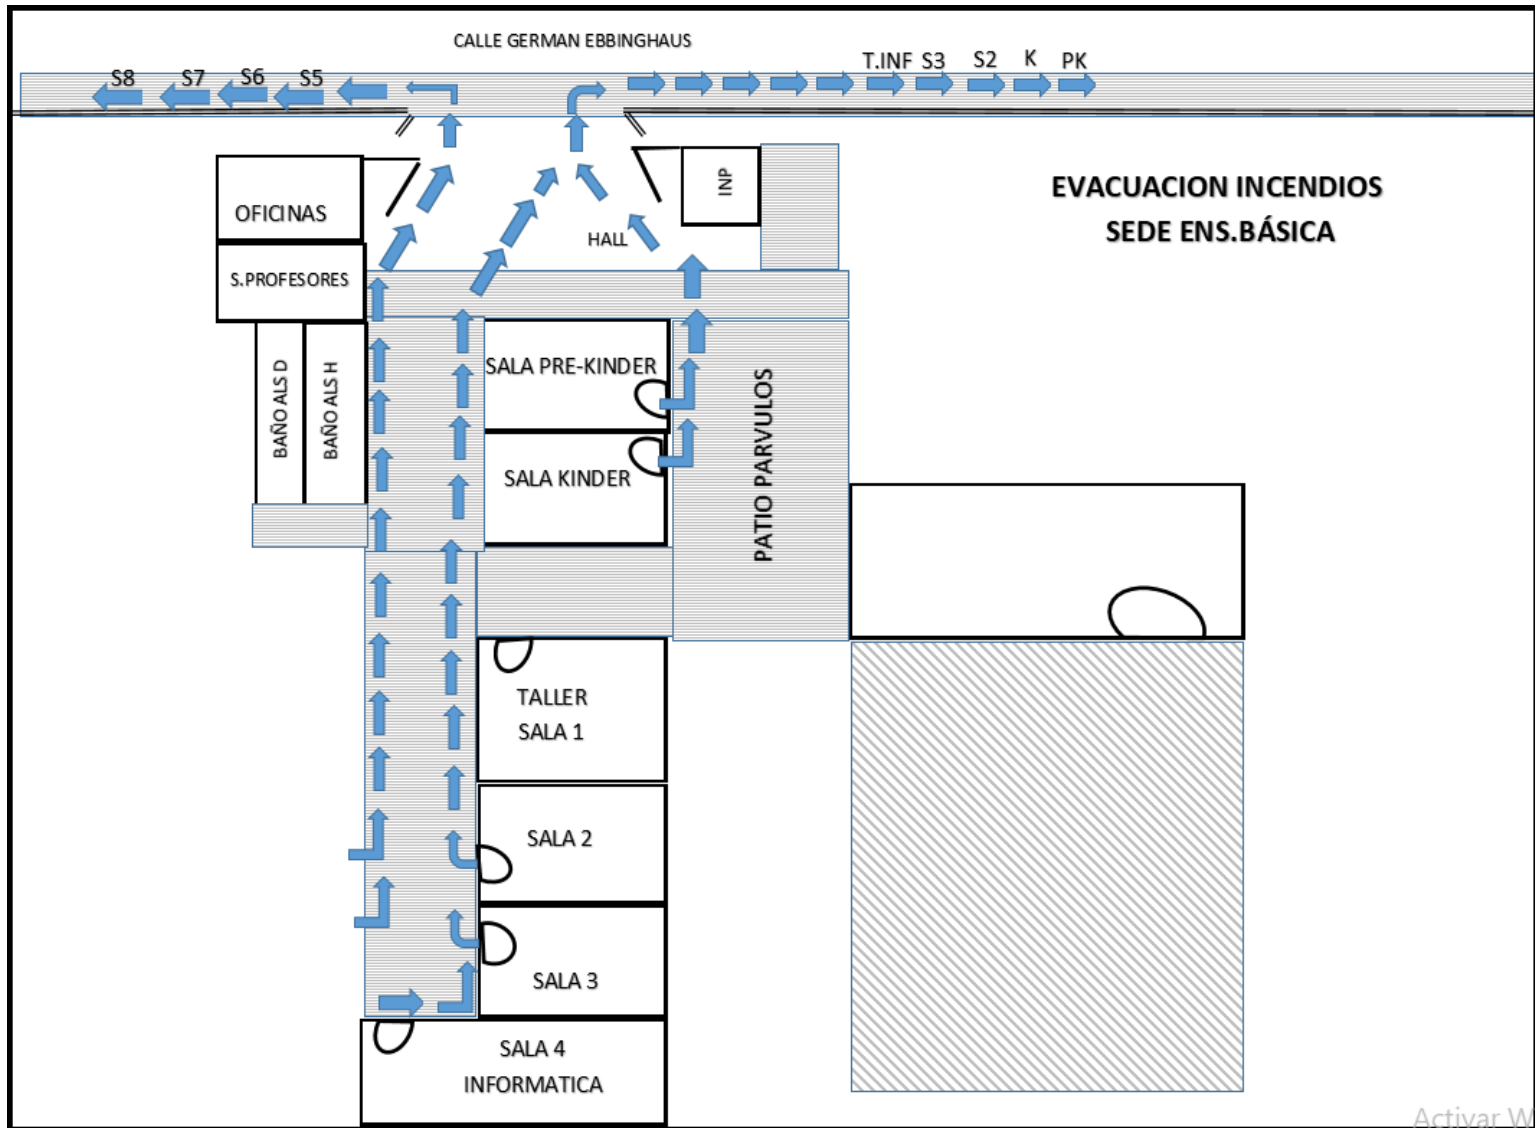 CALLE GERMAN EBBINGHAUS
S8 S7 S6 S5
T.INF S3 S2 K PK
EVACUACION INCENDIOS
SEDE ENS.BÁSICA
OFICINAS
INP
HALL
S.PROFESORES
BAÑO ALS D
BAÑO ALS H
SALA PRE-KINDER
SALA KINDER
PATIO PARVULOS
TALLER
SALA 1
SALA 2
SALA 3
SALA 4
INFORMATICA
Activar W